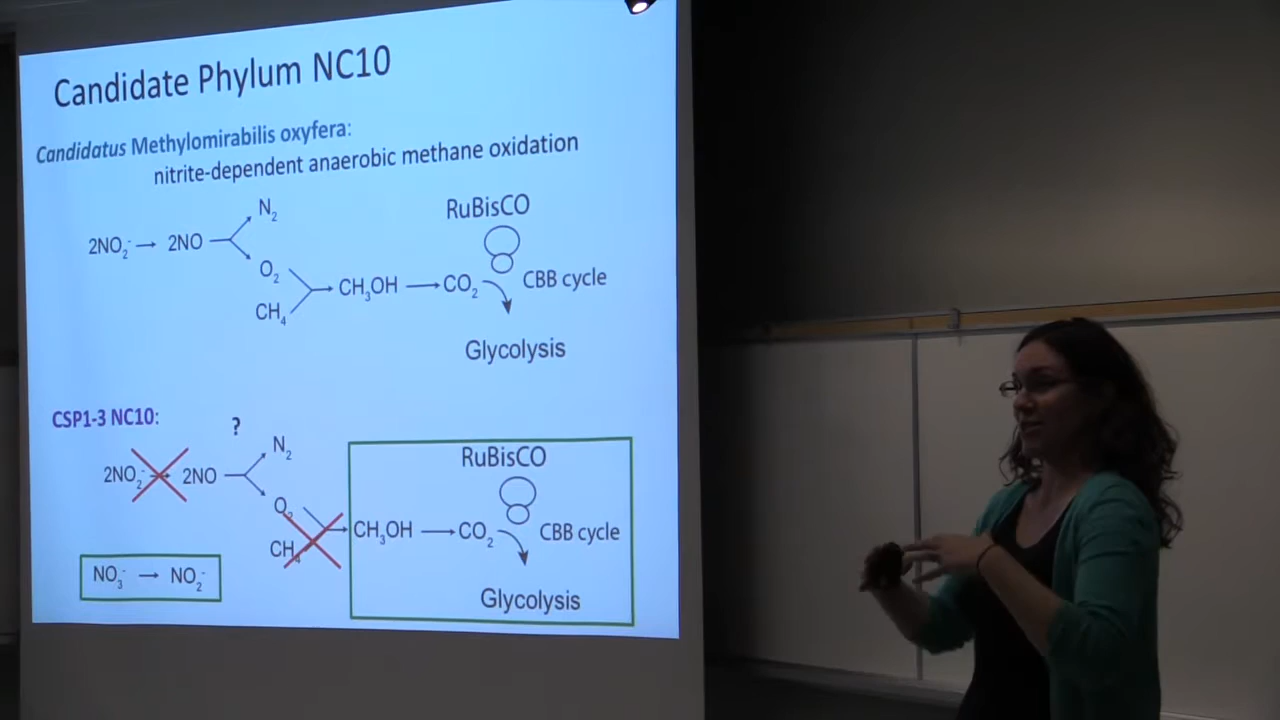 Candidate Phylum NC10
Candidatus Methylomirabilis oxyfera:
nitrite-dependent anaerobic methane oxidation
N₂
RuBisCO
2NO₂⁻ → 2NO
O₂
CH₄
→ CH₃OH → CO₂
CBB cycle
Glycolysis
CSP1-3 NC10:
?
N₂
RuBisCO
2NO₂⁻ → 2NO
O₂
CH₄
→ CH₃OH → CO₂
CBB cycle
NO₃⁻ → NO₂⁻
Glycolysis